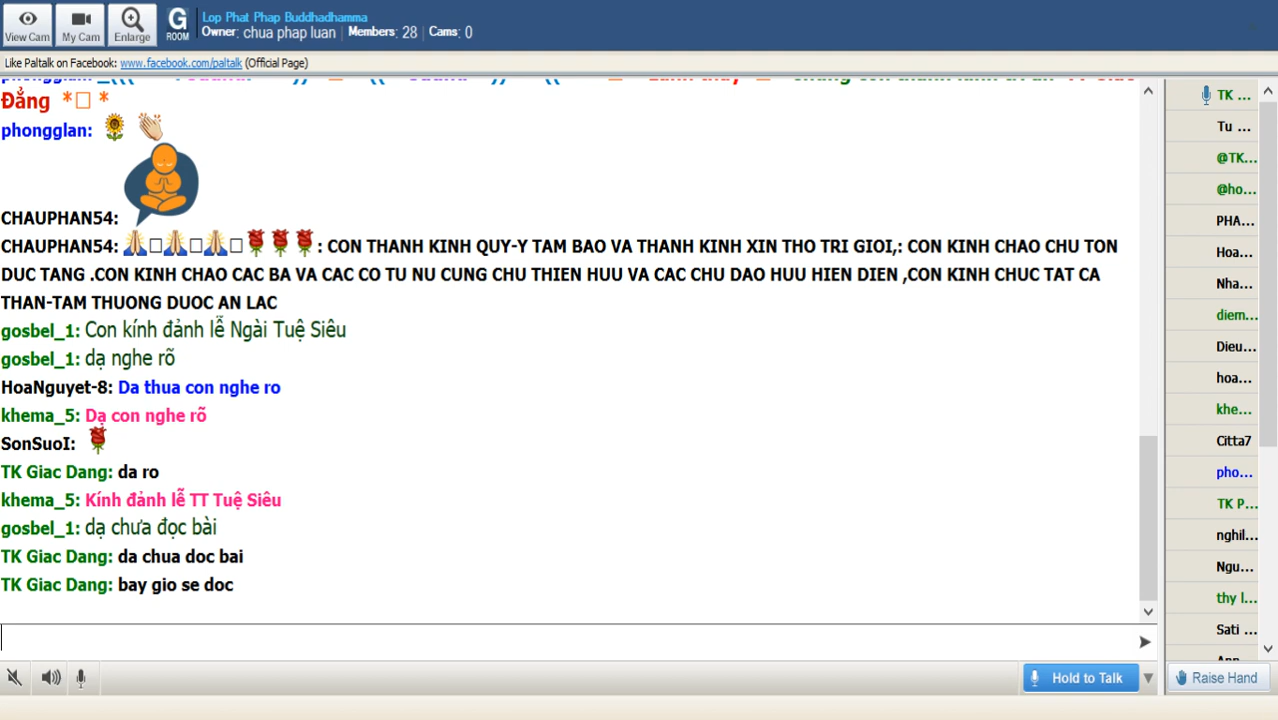 Lop Phat Phap Buddhadhamma
Owner: chua phap luan | Members: 28 | Cams: 0
View Cam
My Cam
Enlarge
G
ROOM
Like Paltalk on Facebook: www.facebook.com/paltalk (Official Page)
Đẳng * *
phongglan:
CHAUPHAN54:
CHAUPHAN54: : CON THANH KINH QUY-Y TAM BAO VA THANH KINH XIN THO TRI GIOI,: CON KINH CHAO CHU TON
DUC TANG .CON KINH CHAO CAC BA VA CAC CO TU NU CUNG CHU THIEN HUU VA CAC CHU DAO HUU HIEN DIEN ,CON KINH CHUC TAT CA
THAN-TAM THUONG DUOC AN LAC
gosbel_1: Con kính đảnh lễ Ngài Tuệ Siêu
gosbel_1: dạ nghe rõ
HoaNguyet-8: Da thua con nghe ro
khema_5: Dạ con nghe rõ
SonSuoI:
TK Giac Dang: da ro
khema_5: Kính đảnh lễ TT Tuệ Siêu
gosbel_1: dạ chưa đọc bài
TK Giac Dang: da chua doc bai
TK Giac Dang: bay gio se doc
TK ...
Tu ...
@TK...
@ho...
PHA...
Hoa...
Nha...
diem...
Dieu...
hoa...
khe...
Citta7
pho...
TK P...
nghil...
Ngu...
thy l...
Sati ...
Hold to Talk
Raise Hand